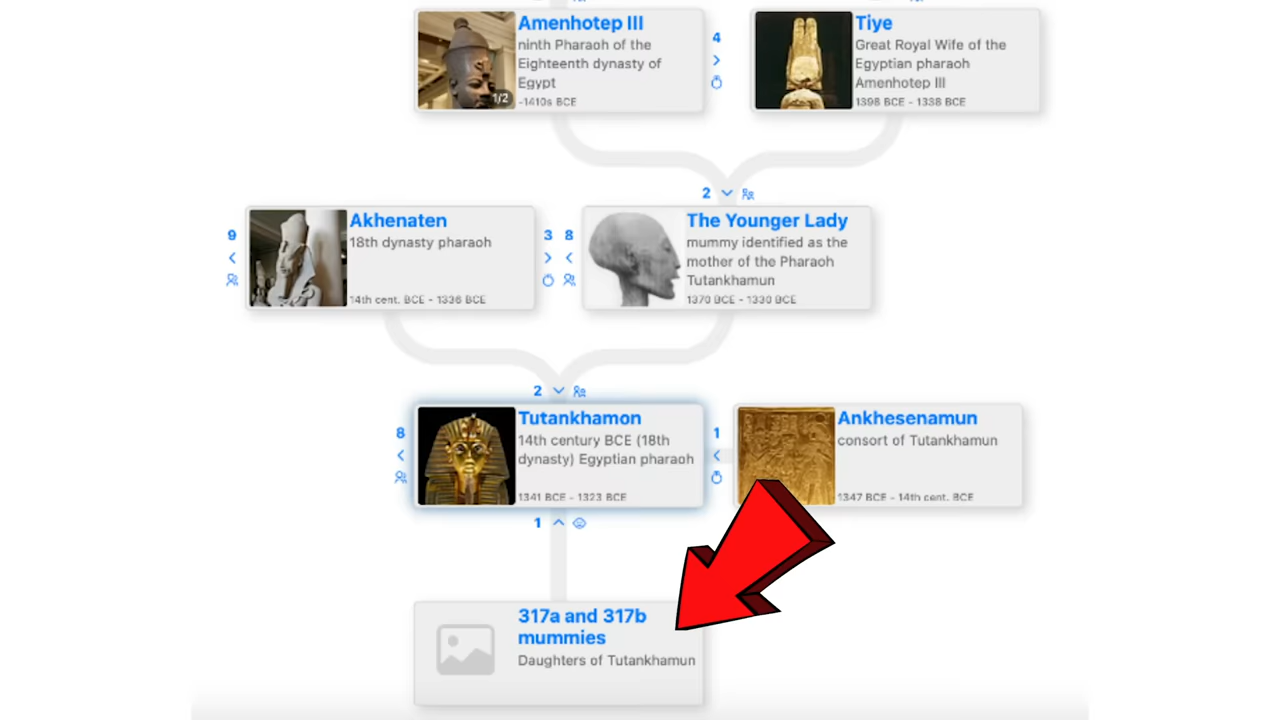 Amenhotep III
ninth Pharaoh of the
Eighteenth dynasty of
Egypt
-1410s BCE
1/2
4
Tiye
Great Royal Wife of the
Egyptian pharaoh
Amenhotep III
1398 BCE - 1338 BCE
2
9
Akhenaten
18th dynasty pharaoh
14th cent. BCE - 1336 BCE
3 8
The Younger Lady
mummy identified as the
mother of the Pharaoh
Tutankhamun
1370 BCE - 1330 BCE
2
8
Tutankhamon
14th century BCE (18th
dynasty) Egyptian pharaoh
1341 BCE - 1323 BCE
1
Ankhesenamun
consort of Tutankhamun
1347 BCE - 14th cent. BCE
1
317a and 317b
mummies
Daughters of Tutankhamun